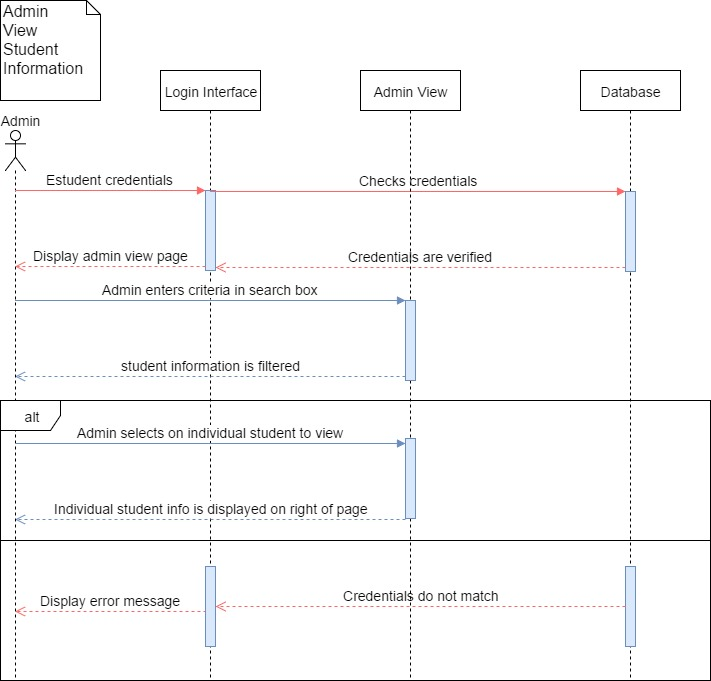 Admin
View
Student
Information
Login Interface
Admin View
Database
Admin
Estudent credentials
Checks credentials
Display admin view page
Credentials are verified
Admin enters criteria in search box
student information is filtered
alt
Admin selects on individual student to view
Individual student info is displayed on right of page
Display error message
Credentials do not match